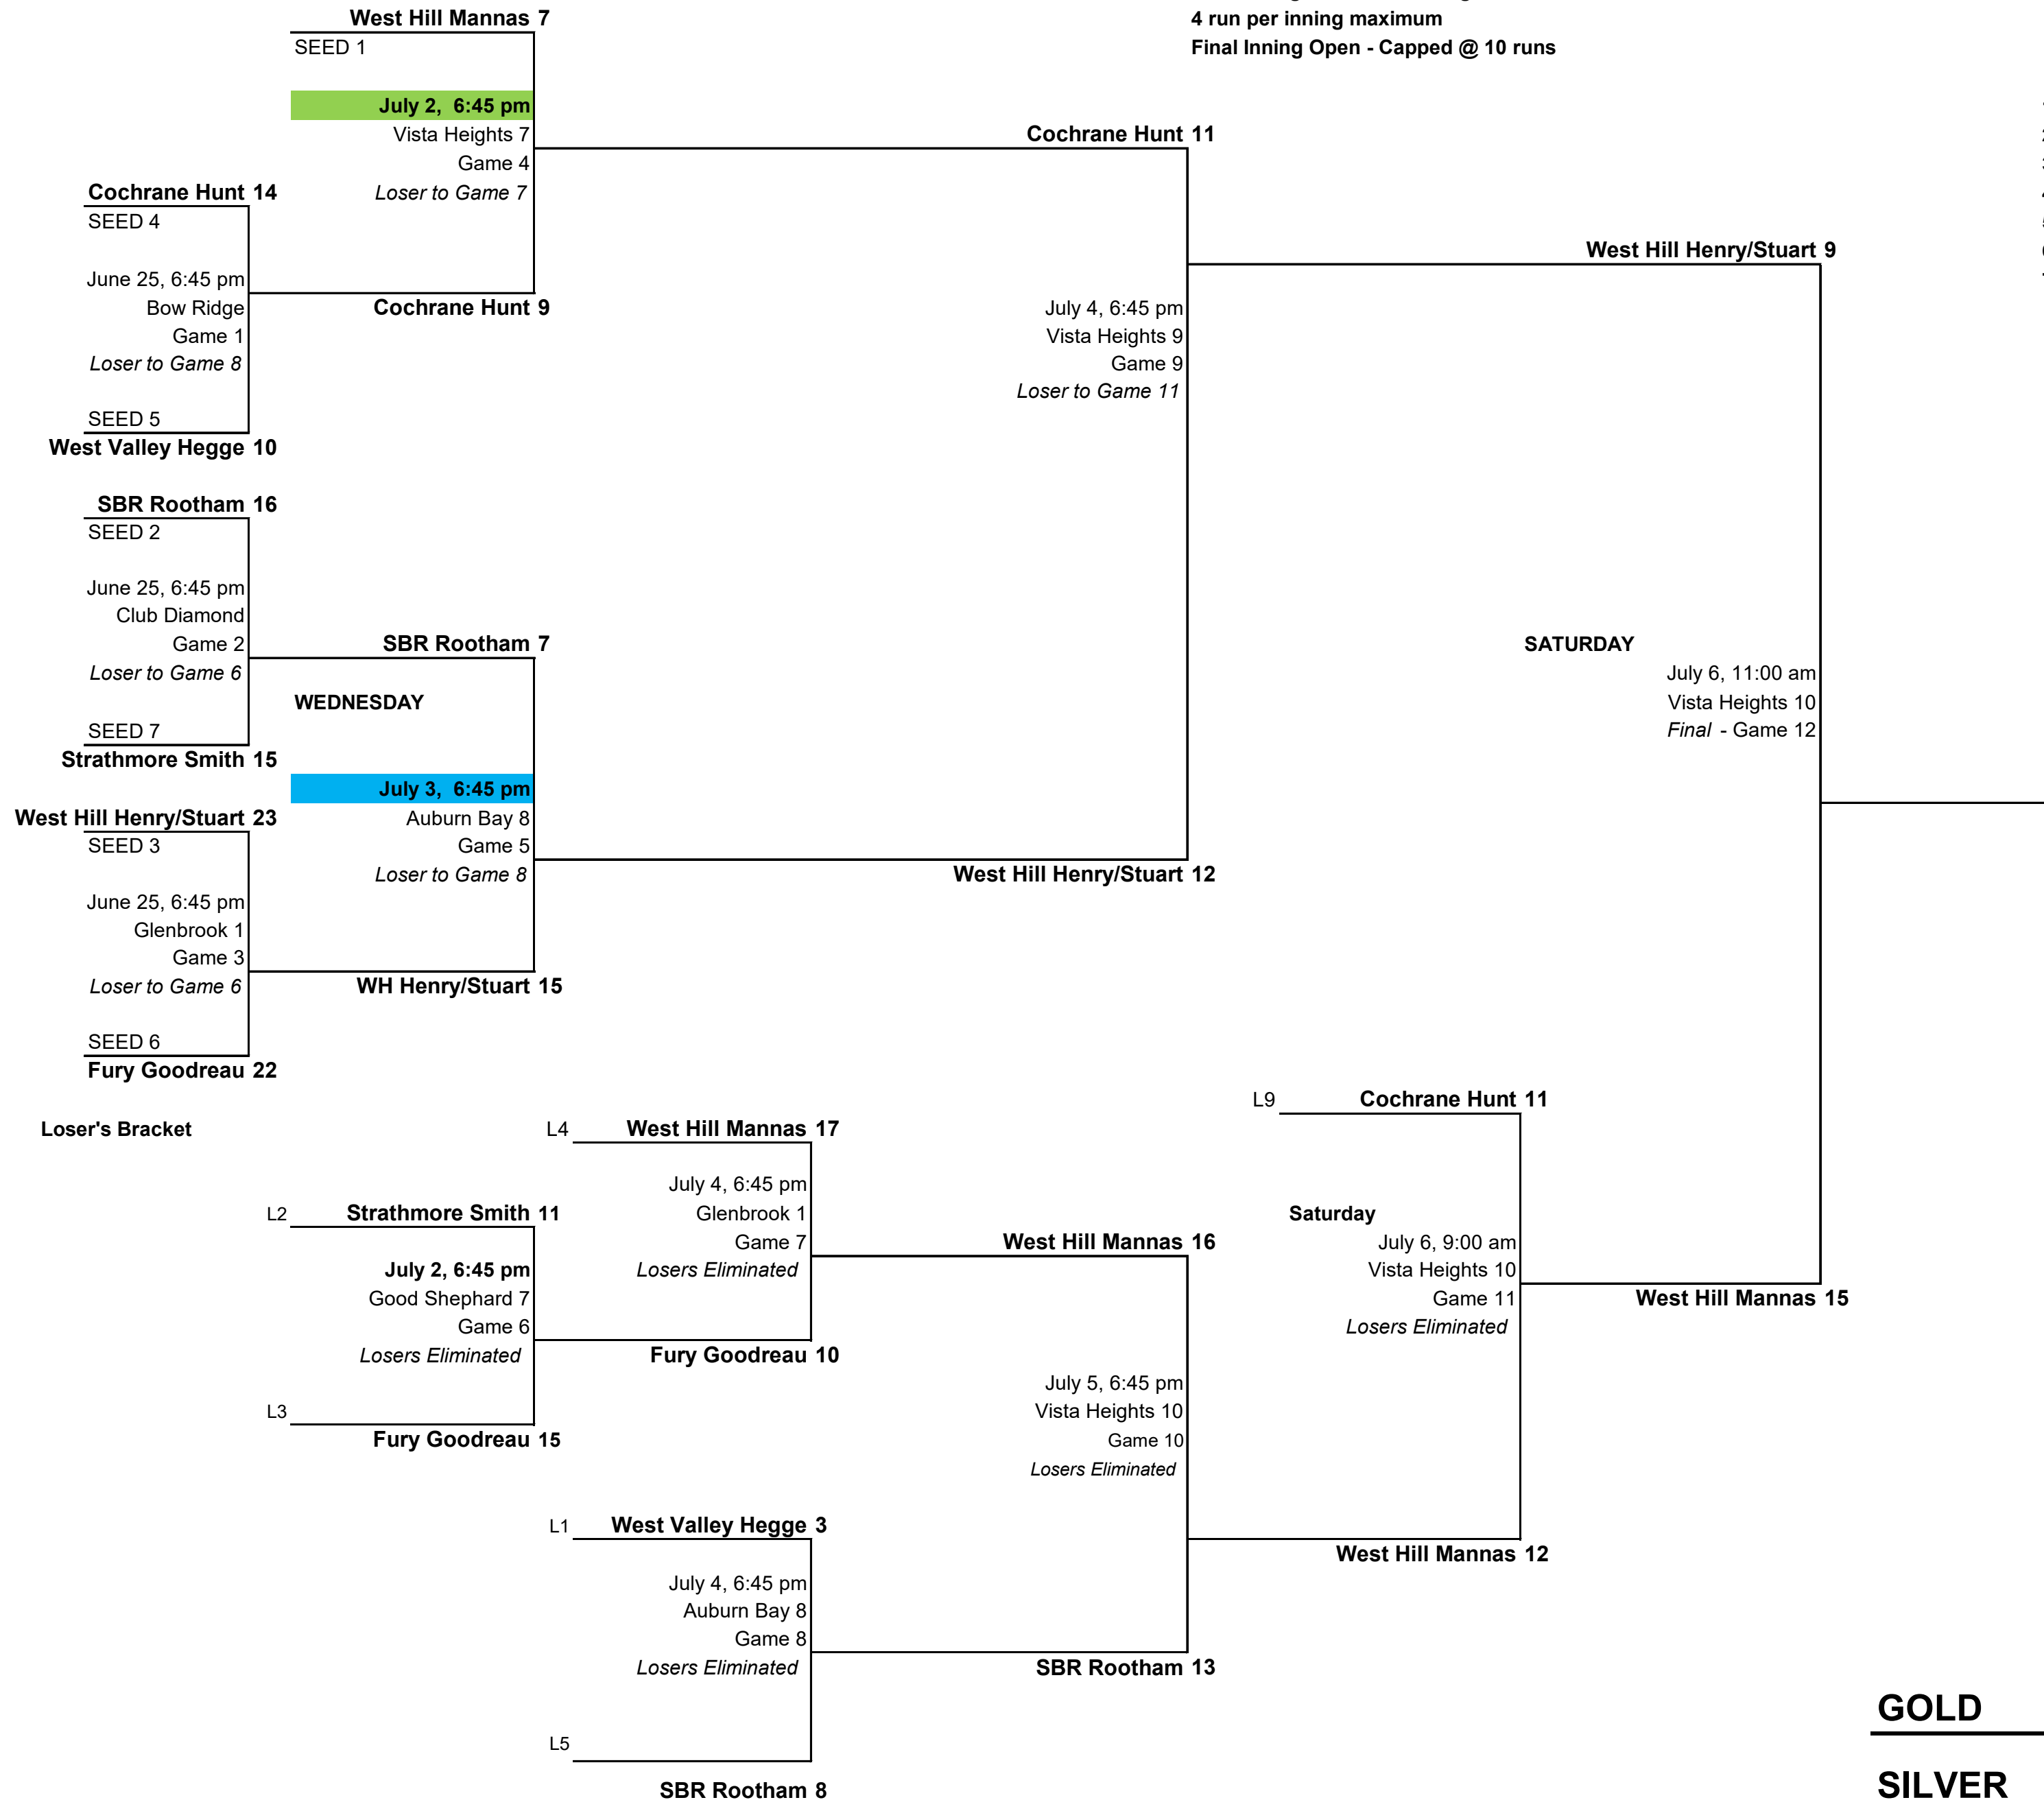 West Hill Mannas 7
SEED 1
4 run per inning maximum
Final Inning Open - Capped @ 10 runs
July 2, 6:45 pm
Vista Heights 7
Game 4
Loser to Game 7
Cochrane Hunt 11
Cochrane Hunt 14
SEED 4
June 25, 6:45 pm
Bow Ridge
Game 1
Loser to Game 8
SEED 5
West Valley Hegge 10
Cochrane Hunt 9
West Hill Henry/Stuart 9
July 4, 6:45 pm
Vista Heights 9
Game 9
Loser to Game 11
SBR Rootham 16
SEED 2
June 25, 6:45 pm
Club Diamond
Game 2
Loser to Game 6
SEED 7
Strathmore Smith 15
SBR Rootham 7
WEDNESDAY
July 3, 6:45 pm
Auburn Bay 8
Game 5
Loser to Game 8
SATURDAY
July 6, 11:00 am
Vista Heights 10
Final - Game 12
West Hill Henry/Stuart 23
SEED 3
June 25, 6:45 pm
Glenbrook 1
Game 3
Loser to Game 6
SEED 6
Fury Goodreau 22
West Hill Henry/Stuart 12
WH Henry/Stuart 15
Loser's Bracket
L4 West Hill Mannas 17
July 4, 6:45 pm
Glenbrook 1
Game 7
Losers Eliminated
L2 Strathmore Smith 11
July 2, 6:45 pm
Good Shephard 7
Game 6
Losers Eliminated
L3
Fury Goodreau 15
Fury Goodreau 10
L9 Cochrane Hunt 11
Saturday
July 6, 9:00 am
Vista Heights 10
Game 11
Losers Eliminated
West Hill Mannas 16
West Hill Mannas 15
July 5, 6:45 pm
Vista Heights 10
Game 10
Losers Eliminated
L1 West Valley Hegge 3
July 4, 6:45 pm
Auburn Bay 8
Game 8
Losers Eliminated
L5
SBR Rootham 8
West Hill Mannas 12
SBR Rootham 13
GOLD
SILVER